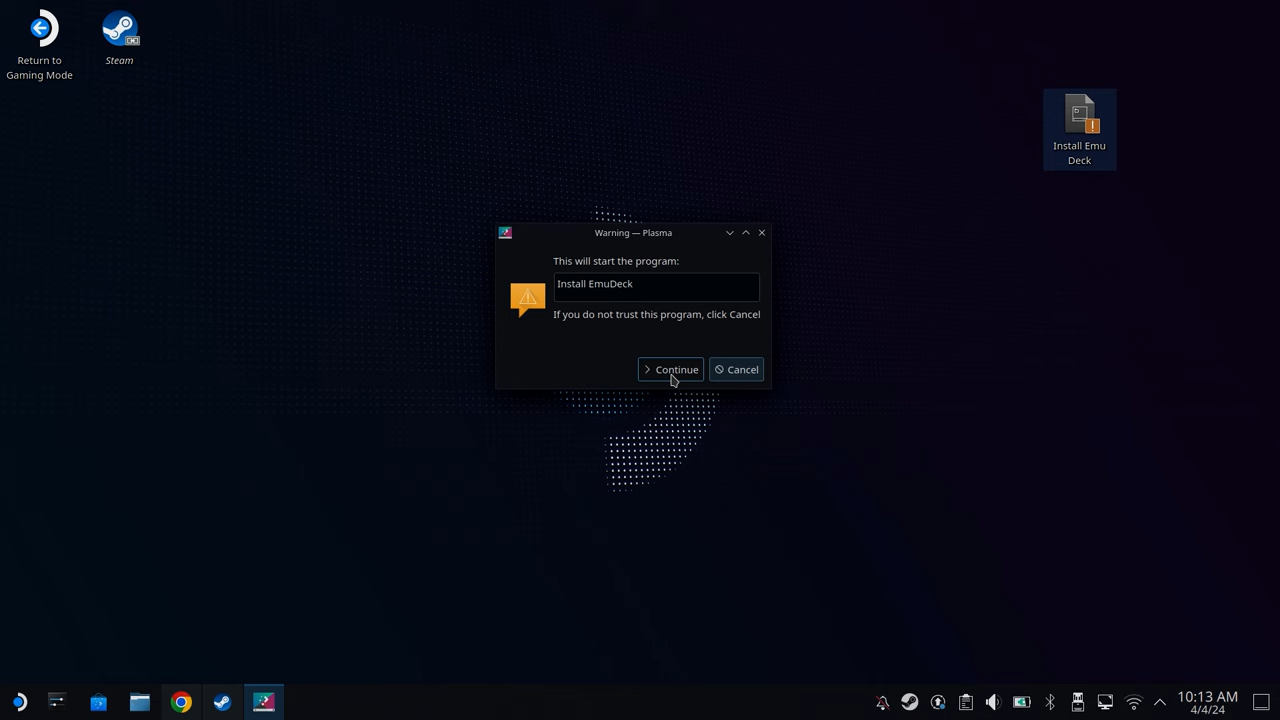 Return to
Gaming Mode
Steam
Install Emu
Deck
Warning — Plasma
This will start the program:
Install EmuDeck
If you do not trust this program, click Cancel
Continue
Cancel
10:13 AM
4/4/24